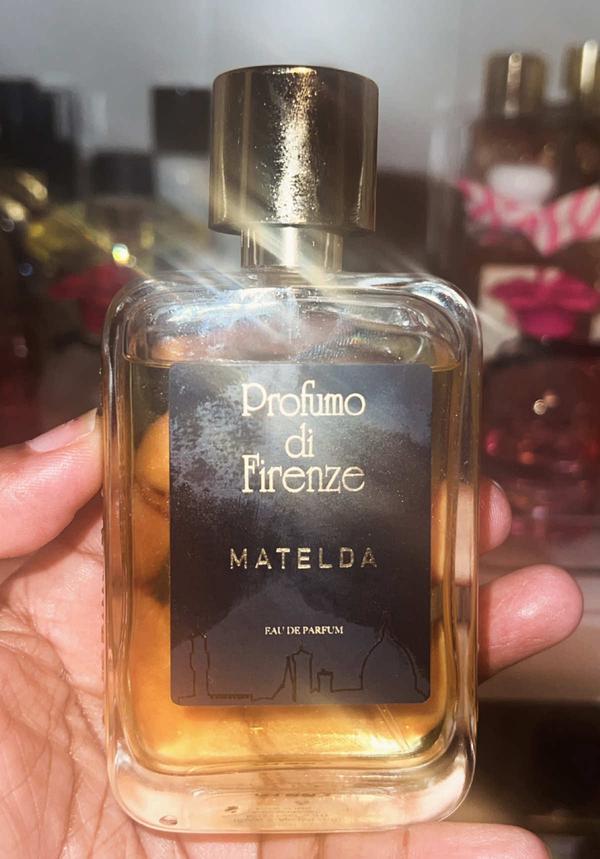 Profumo
di
Firenze
MATELDA
EAU DE PARFUM